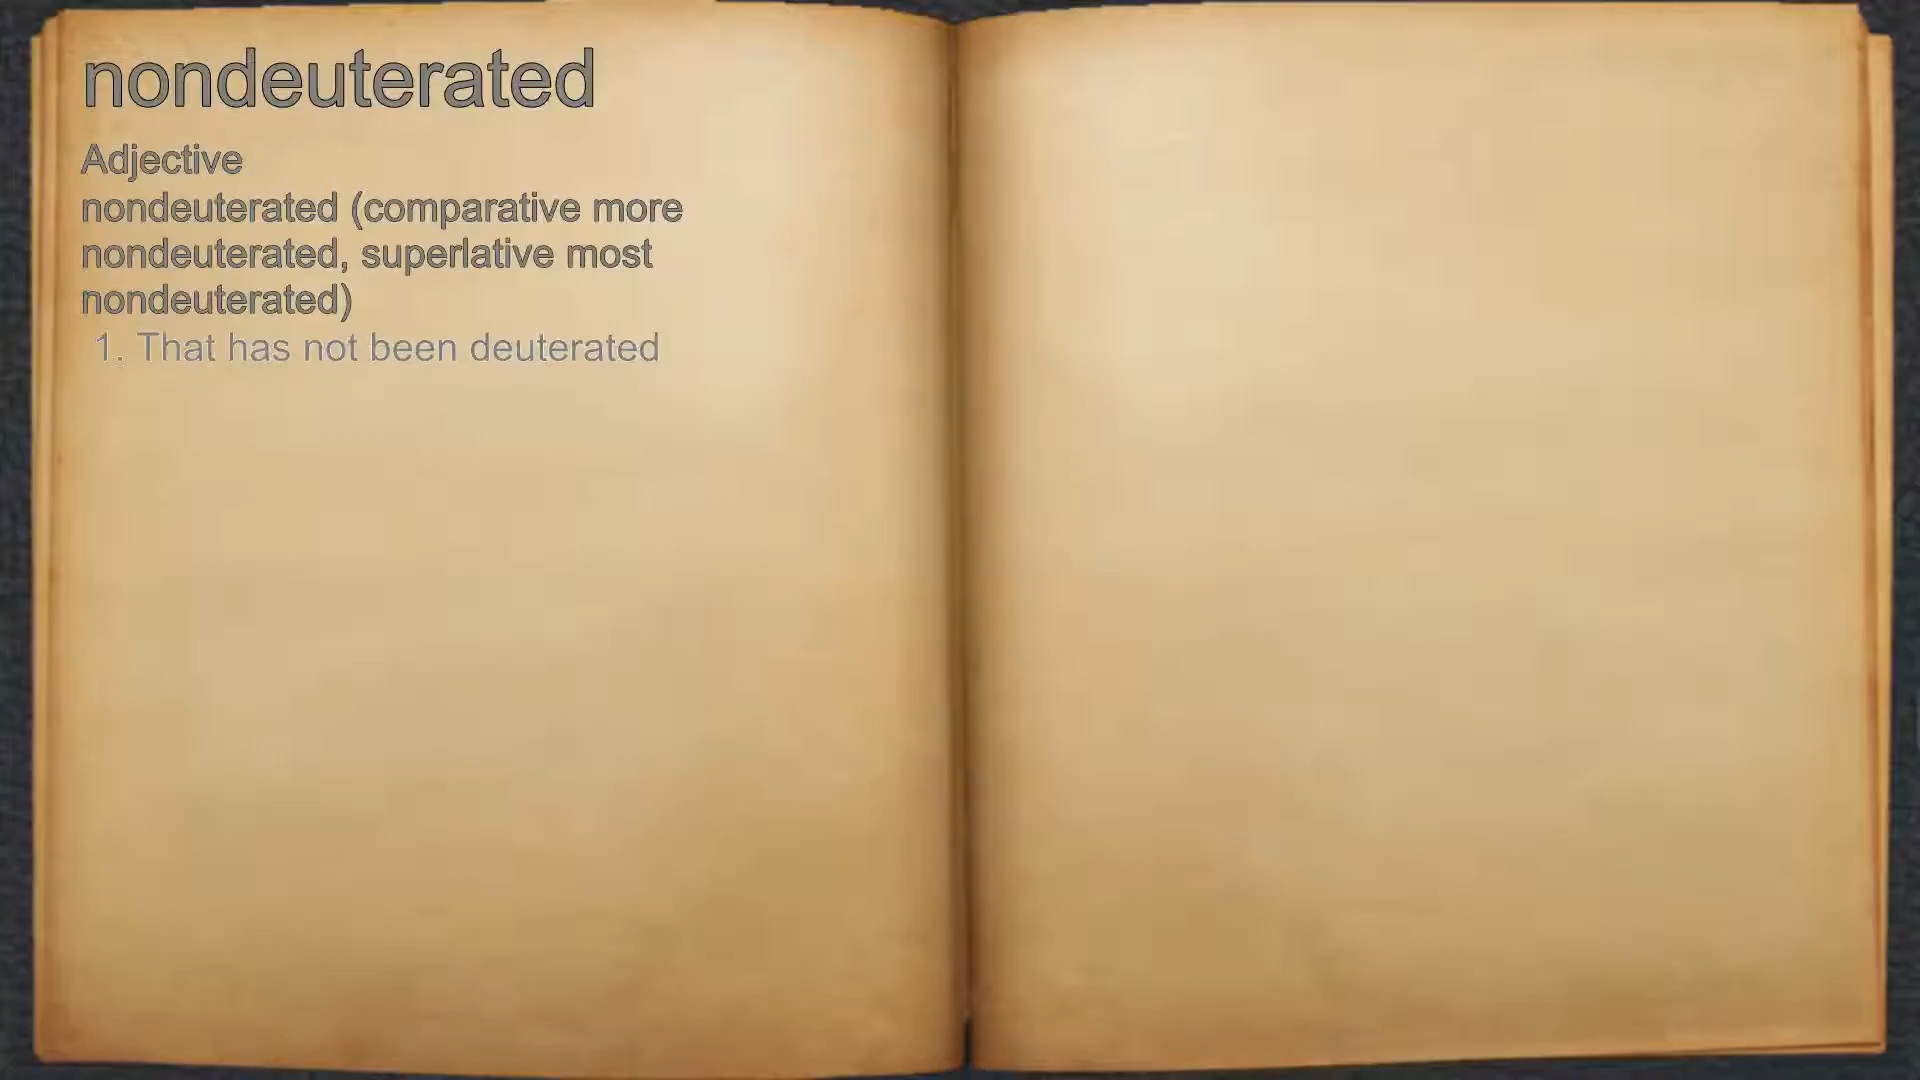 nondeuterated
Adjective
nondeuterated (comparative more
nondeuterated, superlative most
nondeuterated)
1. That has not been deuterated